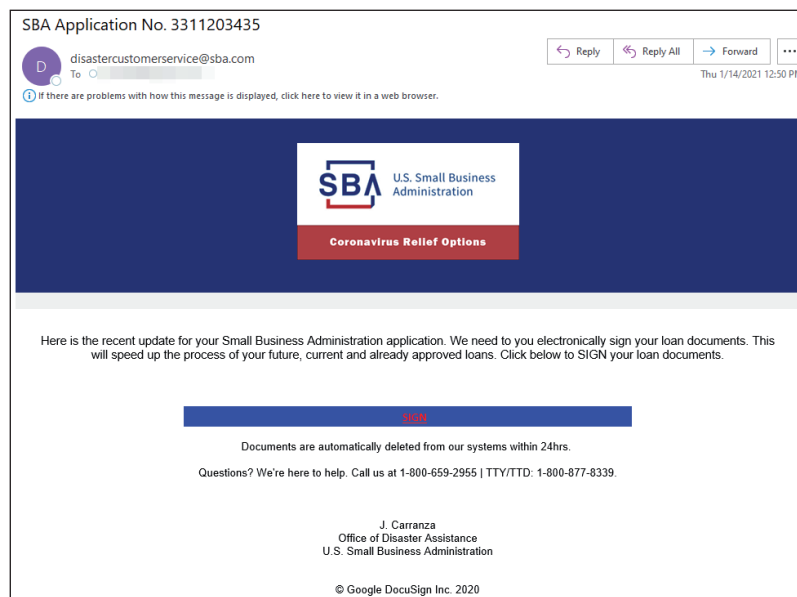 SBA Application No. 3311203435
D
disastercustomerservice@sba.com
To
Reply
Reply All
Forward
Thu 1/14/2021 12:50 PM
If there are problems with how this message is displayed, click here to view it in a web browser.
SBA
U.S. Small Business
Administration
Coronavirus Relief Options
Here is the recent update for your Small Business Administration application. We need to you electronically sign your loan documents. This
will speed up the process of your future, current and already approved loans. Click below to SIGN your loan documents.
SIGN
Documents are automatically deleted from our systems within 24hrs.
Questions? We're here to help. Call us at 1-800-659-2955 | TTY/TTD: 1-800-877-8339.
J. Carranza
Office of Disaster Assistance
U.S. Small Business Administration
© Google DocuSign Inc. 2020